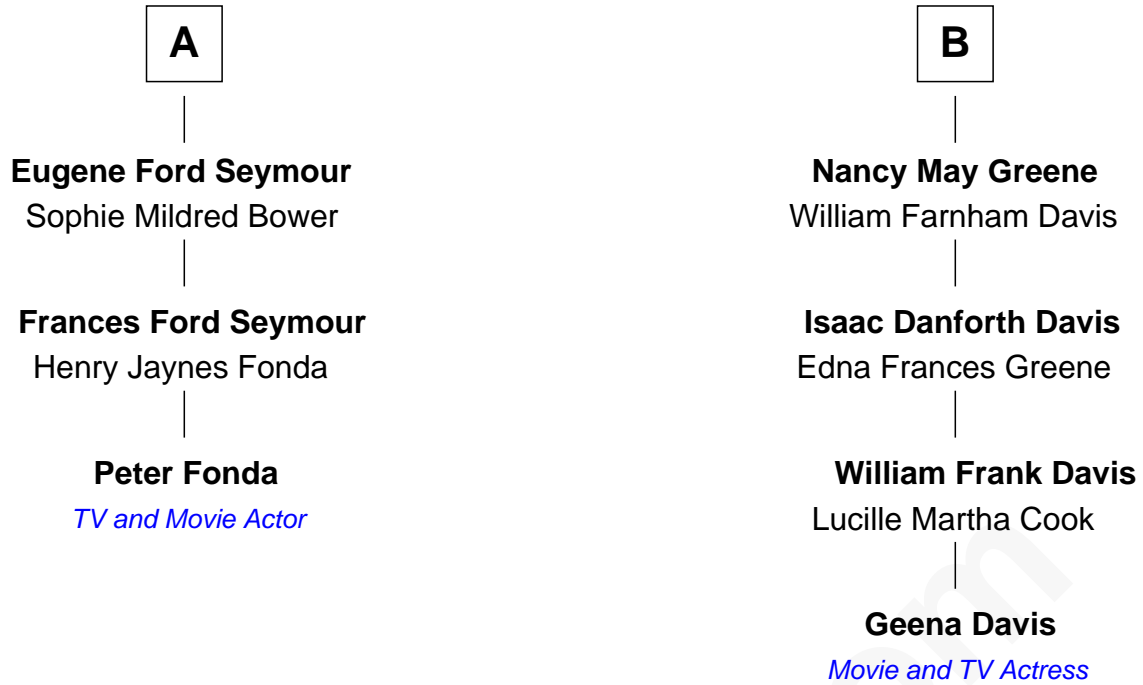 A
Eugene Ford Seymour
Sophie Mildred Bower
Frances Ford Seymour
Henry Jaynes Fonda
Peter Fonda
TV and Movie Actor
B
Nancy May Greene
William Farnham Davis
Isaac Danforth Davis
Edna Frances Greene
William Frank Davis
Lucille Martha Cook
Geena Davis
Movie and TV Actress